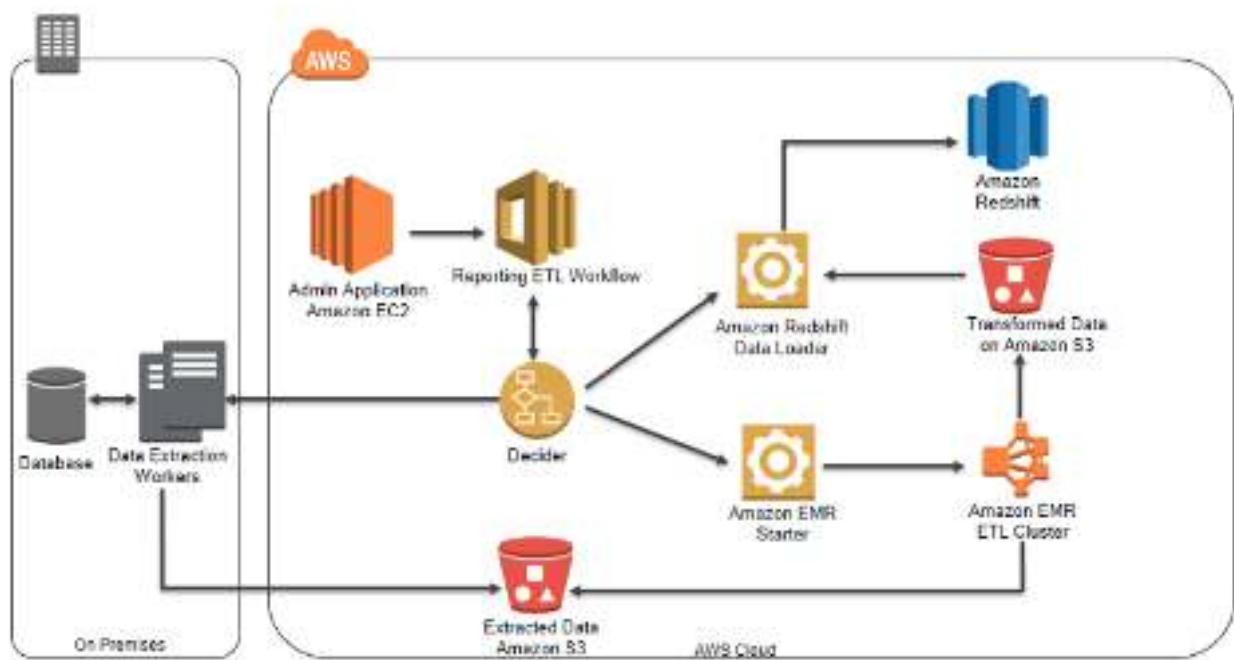 AWS
Amazon
Redshift
Admin Application
Amazon EC2
Reporting ETL Workflow
Amazon Redshift
Data Loader
Transformed Data
on Amazon S3
Database
Data Extraction
Workers
Decider
Amazon EMR
Starter
Amazon EMR
ETL Cluster
Extracted Data
Amazon S3
On Premises
AWS Cloud